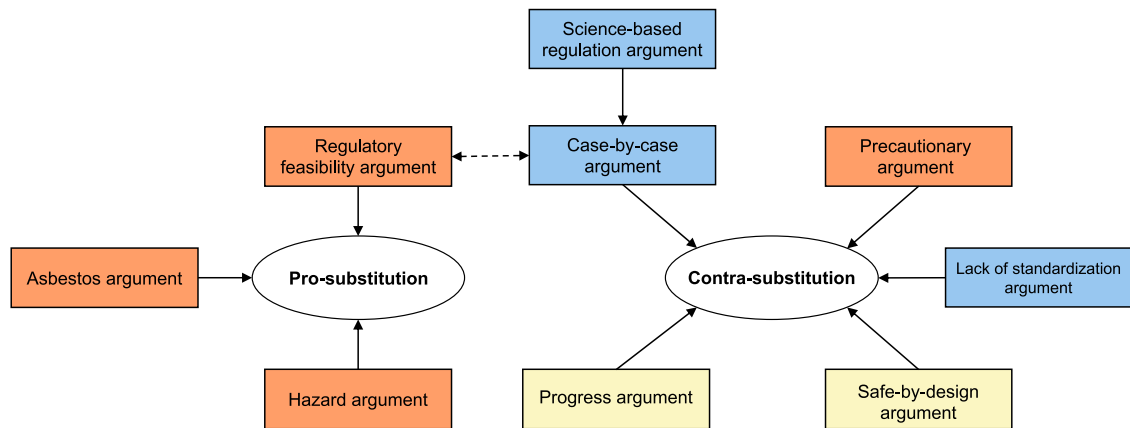 Science-based
regulation argument
Regulatory
feasibility argument
Case-by-case
argument
Precautionary
argument
Asbestos argument
Pro-substitution
Contra-substitution
Lack of standardization
argument
Hazard argument
Progress argument
Safe-by-design
argument